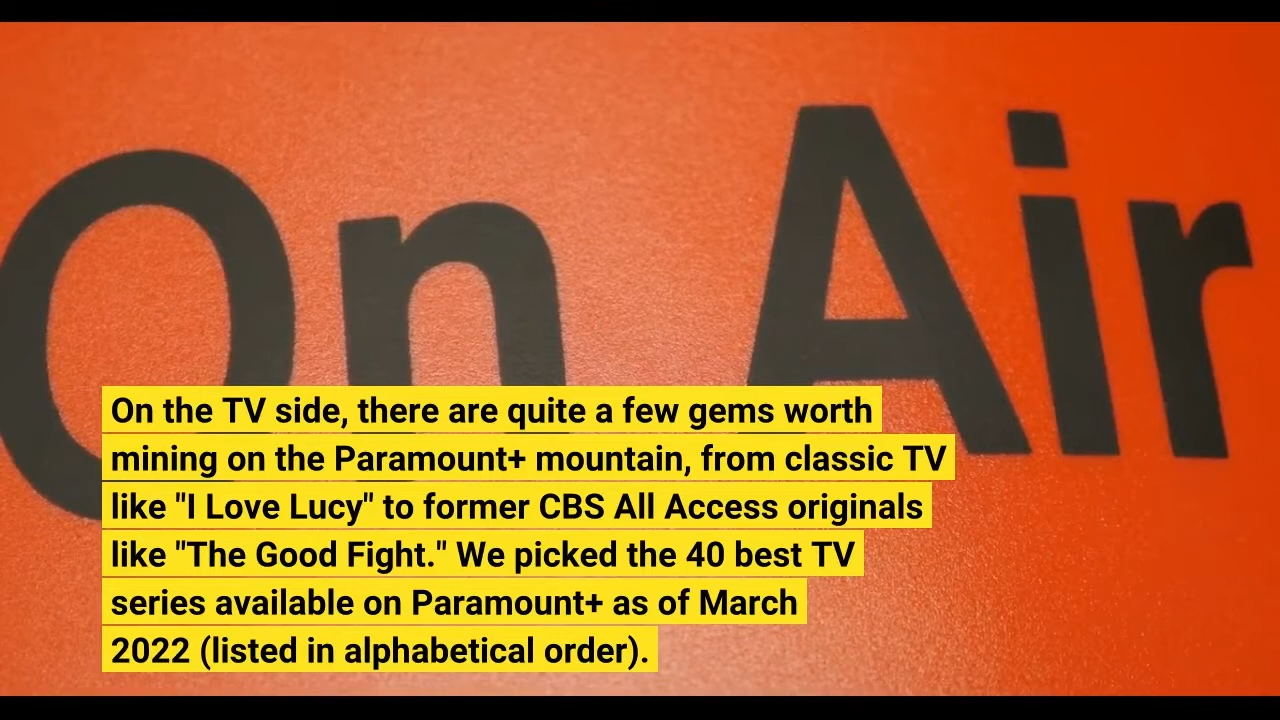 On Air
On the TV side, there are quite a few gems worth
mining on the Paramount+ mountain, from classic TV
like "I Love Lucy" to former CBS All Access originals
like "The Good Fight." We picked the 40 best TV
series available on Paramount+ as of March
2022 (listed in alphabetical order).